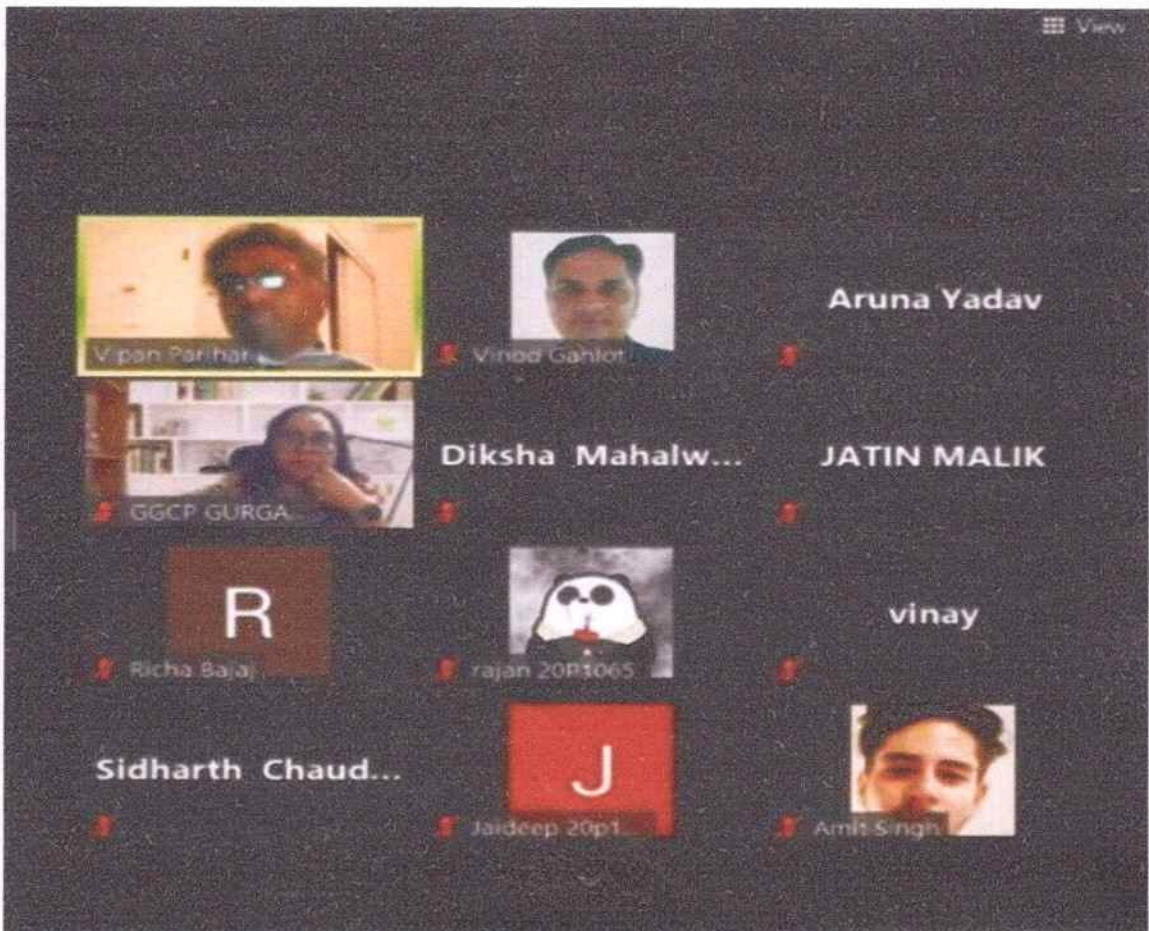 View
Vipan Parihar
Vinod Gahlot
Aruna Yadav
GGCP GURGA...
Diksha Mahalw...
JATIN MALIK
R
Richa Bajaj
rajan 20P1065
vinay
Sidharth Chaud...
J
Jaideep 20p1...
Amit Singh